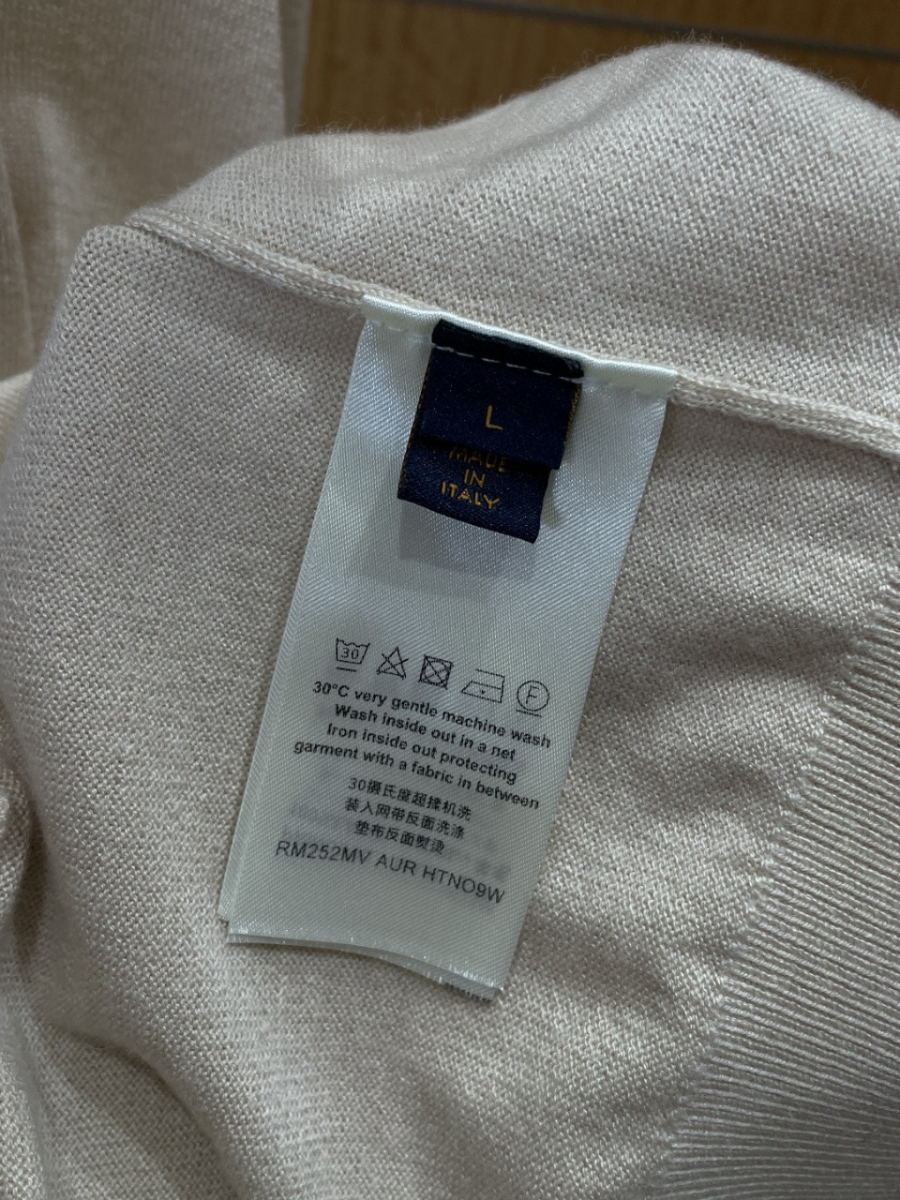 L
MADE
IN
ITALY
30
F
30°C very gentle machine wash
Wash inside out in a net
Iron inside out protecting
garment with a fabric in between
30摄氏度超揉机洗
装入网带反面洗涤
垫布反面熨烫
RM252MV AUR HTNO9W